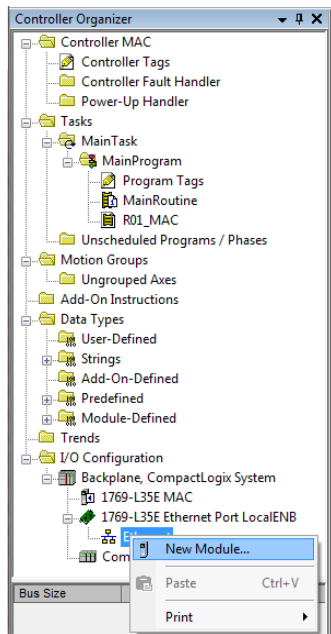 Controller Organizer
Controller MAC
Controller Tags
Controller Fault Handler
Power-Up Handler
Tasks
MainTask
MainProgram
Program Tags
MainRoutine
R01_MAC
Unscheduled Programs / Phases
Motion Groups
Ungrouped Axes
Add-On Instructions
Data Types
User-Defined
Strings
Add-On-Defined
Predefined
Module-Defined
Trends
I/O Configuration
Backplane, CompactLogix System
1769-L35E MAC
1769-L35E Ethernet Port LocalENB
New Module...
Com
Paste Ctrl+V
Bus Size
Print